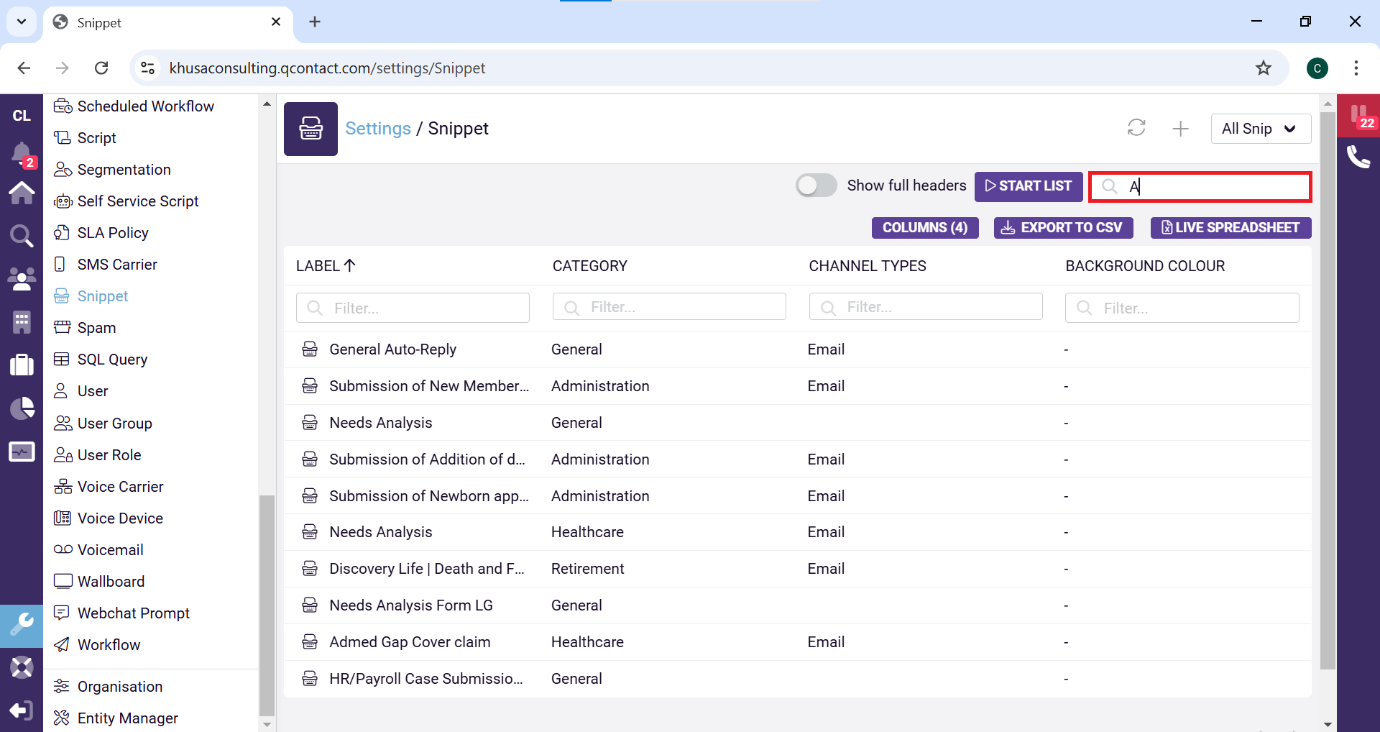 Snippet
khusaconsulting.qcontact.com/settings/Snippet
C
CL
2
Scheduled Workflow
Script
Segmentation
Self Service Script
SLA Policy
SMS Carrier
Snippet
Spam
SQL Query
User
User Group
User Role
Voice Carrier
Voice Device
Voicemail
Wallboard
Webchat Prompt
Workflow
Organisation
Entity Manager
Settings / Snippet
All Snip
22
Show full headers
START LIST
A
COLUMNS (4)
EXPORT TO CSV
LIVE SPREADSHEET
LABEL CATEGORY CHANNEL TYPES BACKGROUND COLOUR
Filter... Filter... Filter... Filter...
General Auto-Reply General Email -
Submission of New Member... Administration Email -
Needs Analysis General -
Submission of Addition of d... Administration Email -
Submission of Newborn app... Administration Email -
Needs Analysis Healthcare Email -
Discovery Life | Death and F... Retirement Email -
Needs Analysis Form LG General -
Admed Gap Cover claim Healthcare Email -
HR/Payroll Case Submissio... General -